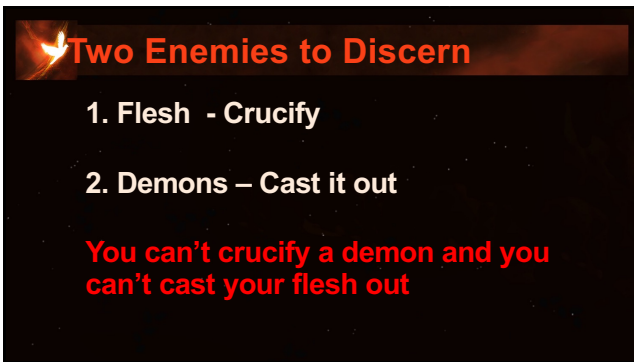 Two Enemies to Discern
1. Flesh - Crucify
2. Demons – Cast it out
You can’t crucify a demon and you
can’t cast your flesh out